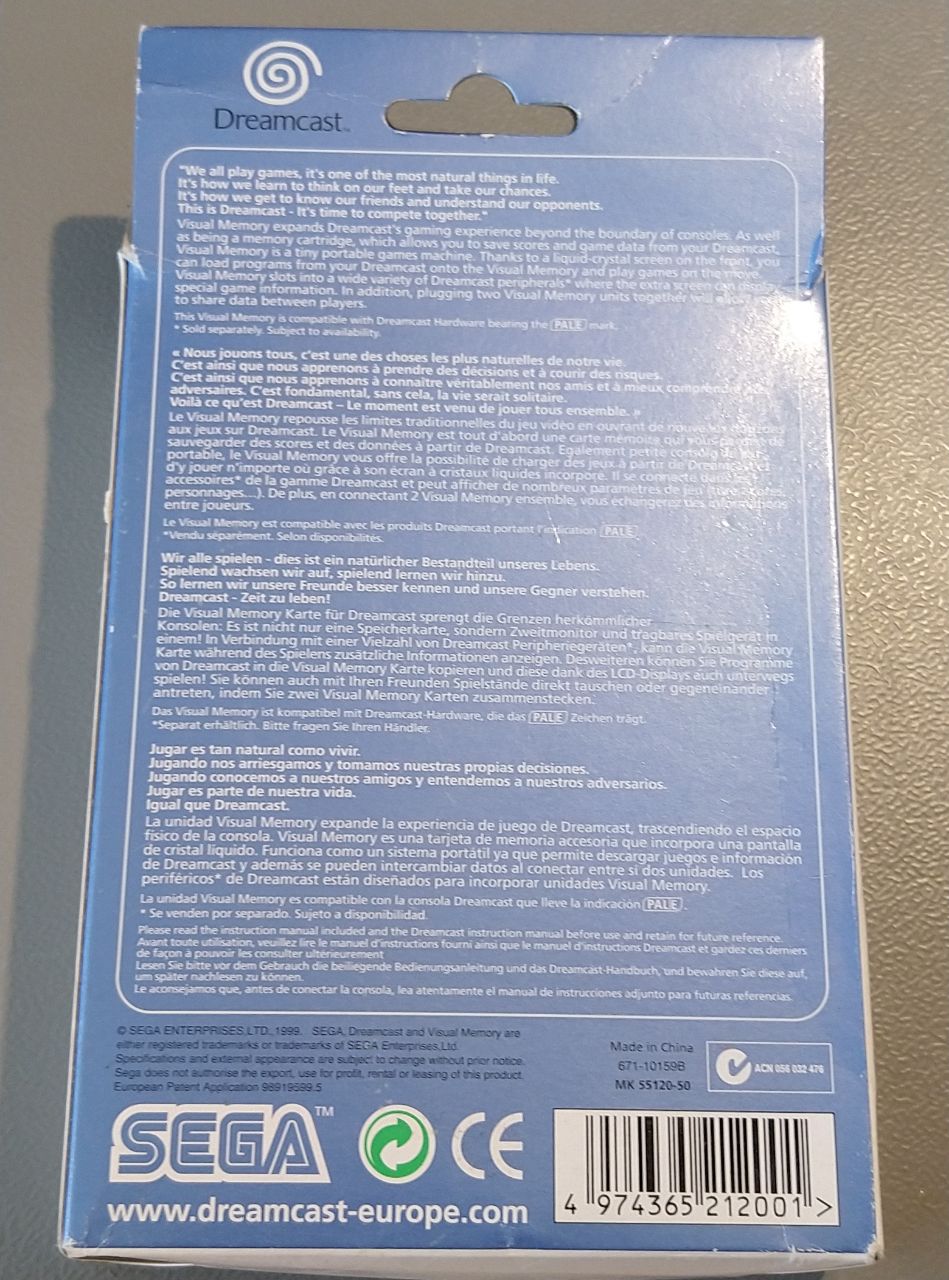 Dreamcast™
"We all play games, it's one of the most natural things in life.
It's how we learn to think on our feet and take our chances.
It's how we get to know our friends and understand our opponents.
This is Dreamcast - It's time to compete together."
Visual Memory expands Dreamcast's gaming experience beyond the boundary of consoles. As well
as being a memory cartridge, which allows you to save scores and game data from your Dreamcast,
Visual Memory is a tiny portable games machine. Thanks to a liquid-crystal screen on the front, you
can load programs from your Dreamcast onto the Visual Memory and play games on the move.
Visual Memory slots into a wide variety of Dreamcast peripherals* where the extra screen can display
special game information. In addition, plugging two Visual Memory units together will allow you
to share data between players.
This Visual Memory is compatible with Dreamcast Hardware bearing the PAL E mark.
* Sold separately. Subject to availability.
« Nous jouons tous, c'est une des choses les plus naturelles de notre vie.
C'est ainsi que nous apprenons à prendre des décisions et à courir des risques.
C'est ainsi que nous apprenons à connaître véritablement nos amis et à mieux comprendre nos
adversaires. C'est fondamental, sans cela, la vie serait solitaire.
Voilà ce qu'est Dreamcast – Le moment est venu de jouer tous ensemble. »
Le Visual Memory repousse les limites traditionnelles du jeu vidéo en ouvrant de nouveaux
aux jeux sur Dreamcast. Le Visual Memory est tout d'abord une carte mémoire qui vous permet de
sauvegarder des scores et des données à partir de Dreamcast. Egalement petite console de jeu
portable, le Visual Memory vous offre la possibilité de charger des jeux à partir de Dreamcast et
d'y jouer n'importe où grâce à son écran à cristaux liquides incorporé. Il se connecte dans les
accessoires* de la gamme Dreamcast et peut afficher de nombreux paramètres de jeu
personnages...). De plus, en connectant 2 Visual Memory ensemble, vous échangerez des informations
entre joueurs.
Le Visual Memory est compatible avec les produits Dreamcast portant l'indication PAL E.
*Vendu séparément. Selon disponibilités.
Wir alle spielen - dies ist ein natürlicher Bestandteil unseres Lebens.
Spielend wachsen wir auf, spielend lernen wir hinzu.
So lernen wir unsere Freunde besser kennen und unsere Gegner verstehen.
Dreamcast - Zeit zu leben!
Die Visual Memory Karte für Dreamcast sprengt die Grenzen herkömmlicher
Konsolen: Es ist nicht nur eine Speicherkarte, sondern Zweitmonitor und tragbares Spielgerät in
einem! In Verbindung mit einer Vielzahl von Dreamcast Peripheriegeräten*, kann die Visual Memory
Karte während des Spielens zusätzliche Informationen anzeigen. Desweiteren können Sie Programme
von Dreamcast in die Visual Memory Karte kopieren und diese dank des LCD-Displays auch unterwegs
spielen! Sie können auch mit Ihren Freunden Spielstände direkt tauschen oder gegeneinander
antreten, indem Sie zwei Visual Memory Karten zusammenstecken.
Das Visual Memory ist kompatibel mit Dreamcast-Hardware, die das PAL E Zeichen trägt.
*Separat erhältlich. Bitte fragen Sie Ihren Händler.
Jugar es tan natural como vivir.
Jugando nos arriesgamos y tomamos nuestras propias decisiones.
Jugando conocemos a nuestros amigos y entendemos a nuestros adversarios.
Jugar es parte de nuestra vida.
Igual que Dreamcast.
La unidad Visual Memory expande la experiencia de juego de Dreamcast, trascendiendo el espacio
físico de la consola. Visual Memory es una tarjeta de memoria accesoria que incorpora una pantalla
de cristal líquido. Funciona como un sistema portátil ya que permite descargar juegos e información
de Dreamcast y además se pueden intercambiar datos al conectar entre sí dos unidades. Los
periféricos* de Dreamcast están diseñados para incorporar unidades Visual Memory.
La unidad Visual Memory es compatible con la consola Dreamcast que lleve la indicación PAL E.
* Se venden por separado. Sujeto a disponibilidad.
Please read the instruction manual included and the Dreamcast instruction manual before use and retain for future reference.
Avant toute utilisation, veuillez lire le manuel d'instructions fourni ainsi que le manuel d'instructions Dreamcast et gardez ces derniers
de façon à pouvoir les consulter ultérieurement
Lesen Sie bitte vor dem Gebrauch die beiliegende Bedienungsanleitung und das Dreamcast-Handbuch, und bewahren Sie diese auf,
um später nachlesen zu können.
Le aconsejamos que, antes de conectar la consola, lea atentamente el manual de instrucciones adjunto para futuras referencias.
© SEGA ENTERPRISES, LTD., 1999. SEGA, Dreamcast and Visual Memory are
either registered trademarks or trademarks of SEGA Enterprises,Ltd.
Specifications and external appearance are subject to change without prior notice.
Sega does not authorise the export, use for profit, rental or leasing of this product.
European Patent Application 98919599.5
Made in China
671-10159B
MK 55120-50
ACN 056 032 476
SEGA™
CE
www.dreamcast-europe.com
4 974365 212001 >